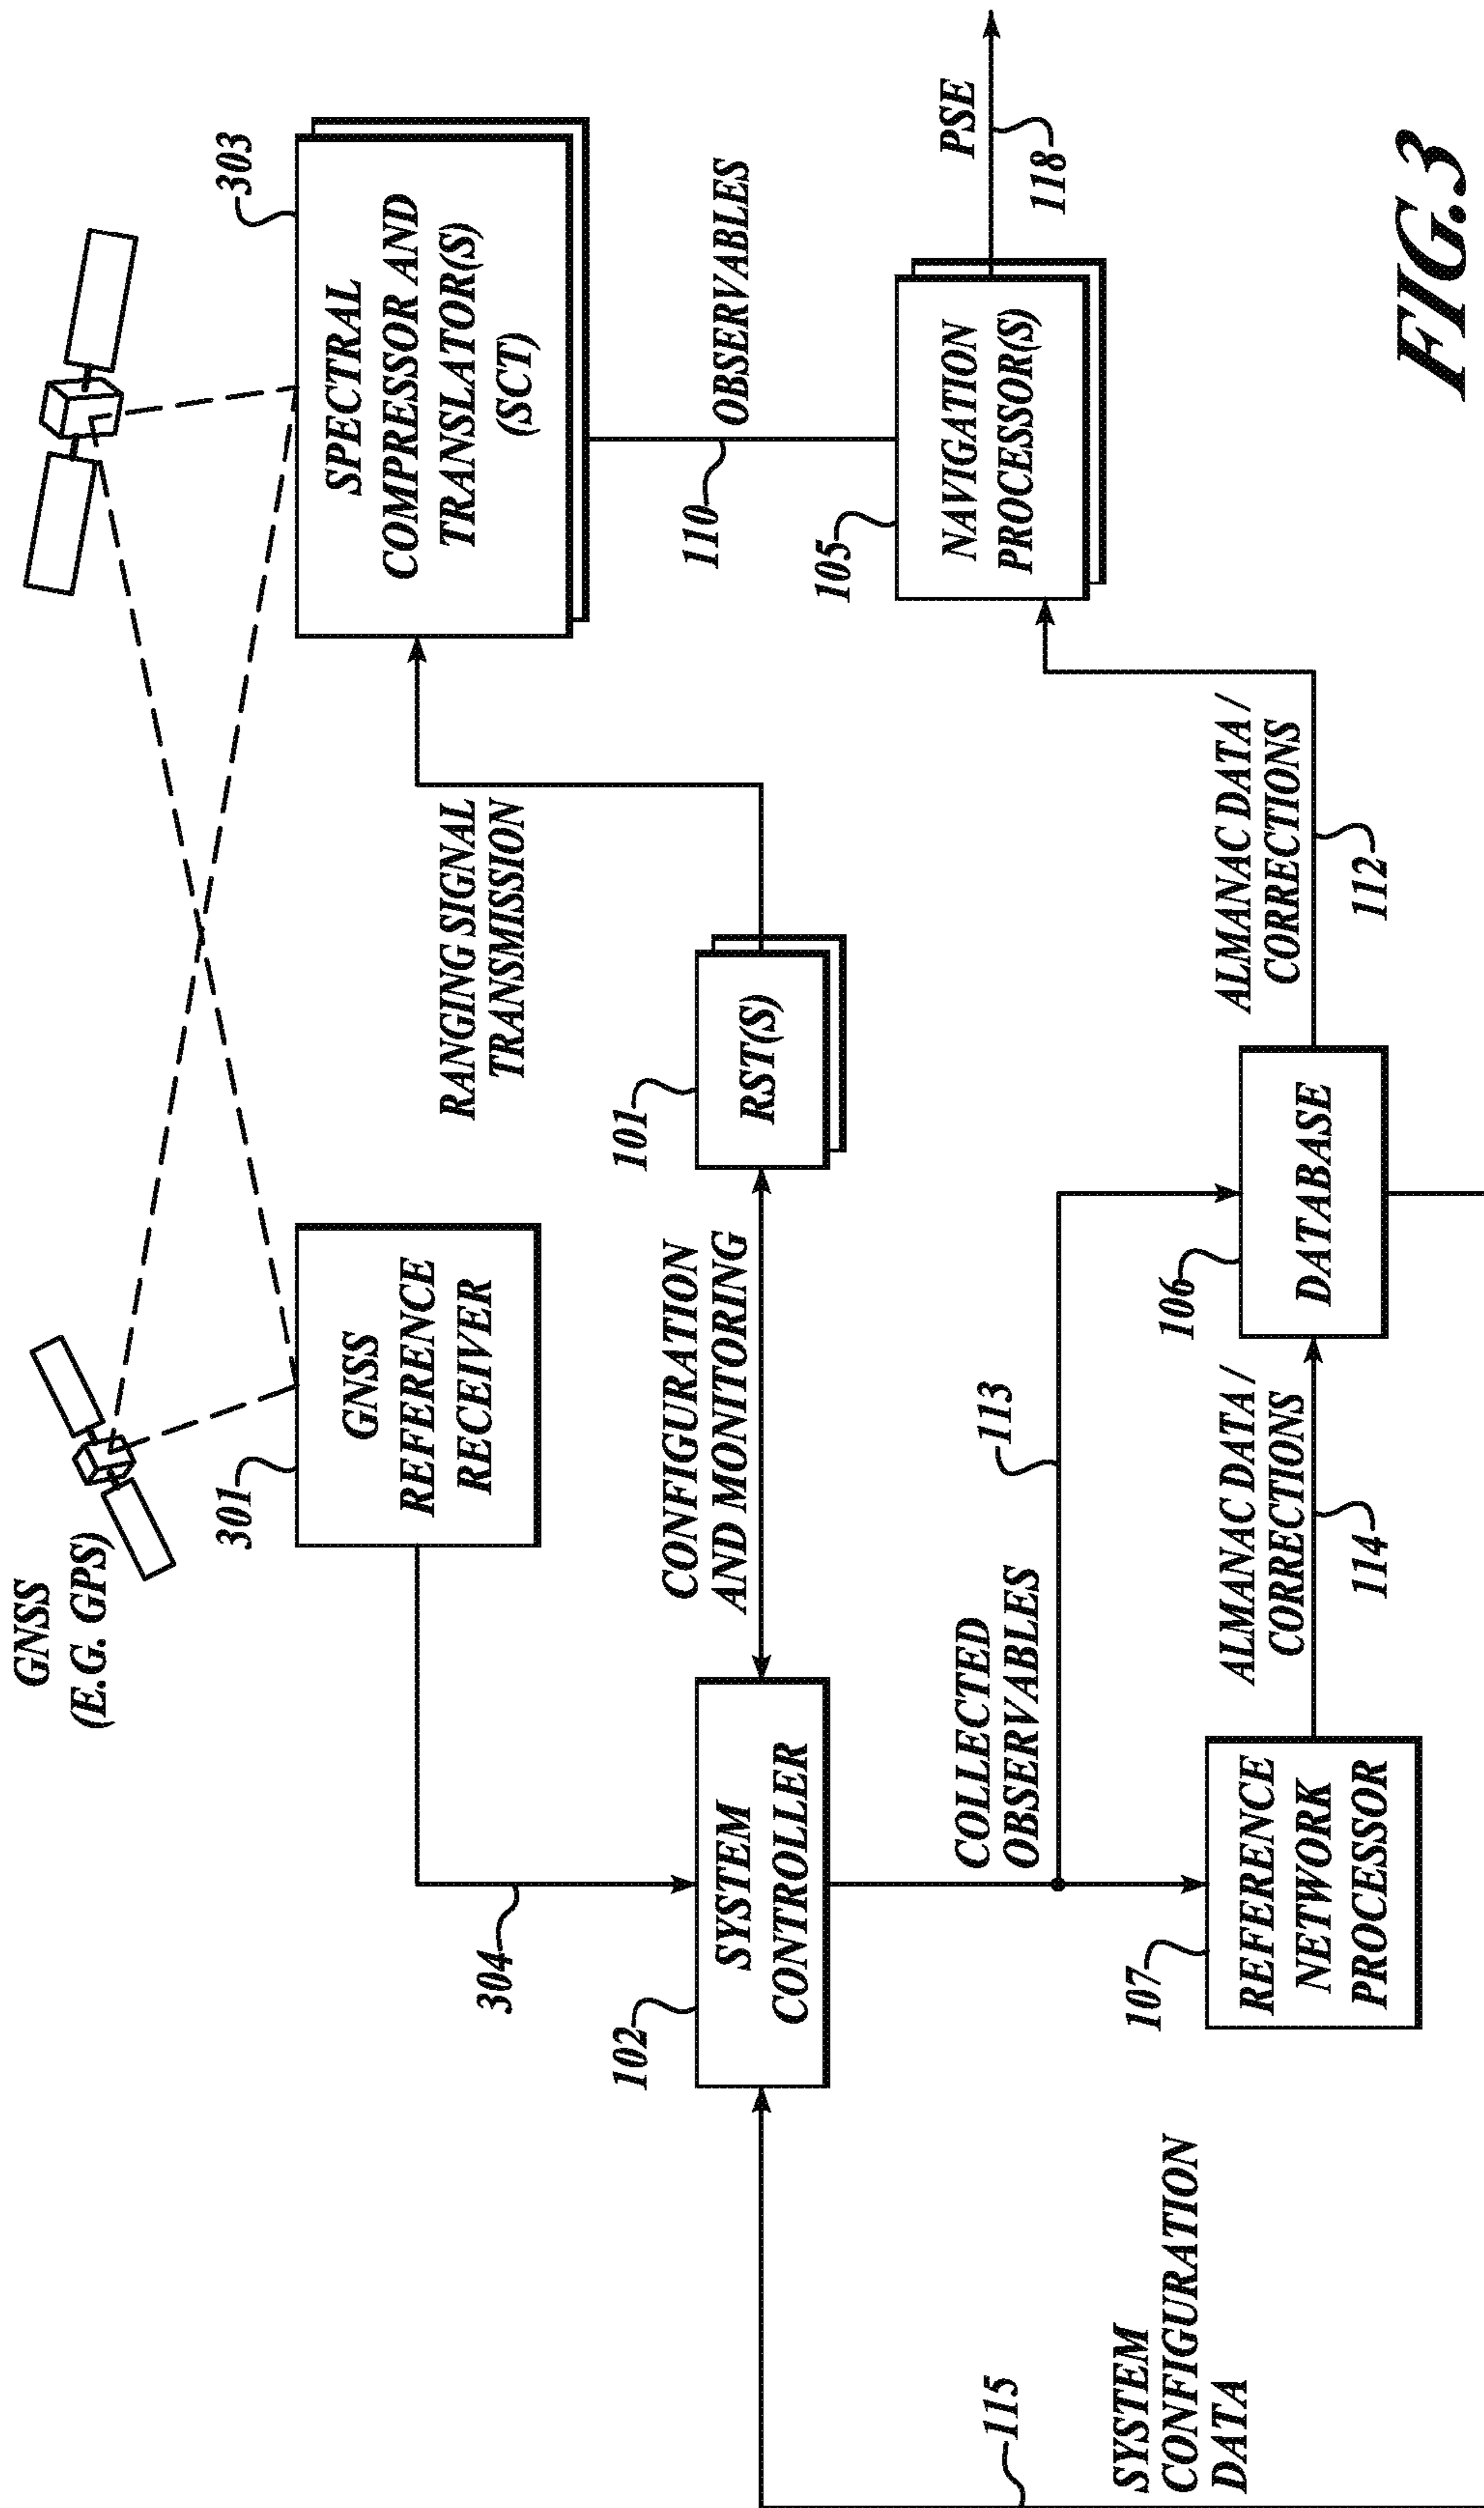 GNSS
(E.G. GPS)
301
GNSS
REFERENCE
RECEIVER
303
SPECTRAL
COMPRESSOR AND
TRANSLATOR(S)
(SCT)
304
RANGING SIGNAL
TRANSMISSION
102
SYSTEM
CONTROLLER
CONFIGURATION
AND MONITORING
101
RST(S)
110
OBSERVABLES
105
NAVIGATION
PROCESSOR(S)
PSE
118
115
SYSTEM
CONFIGURATION
DATA
COLLECTED
OBSERVABLES
113
107
REFERENCE
NETWORK
PROCESSOR
ALMANAC DATA /
CORRECTIONS
114
106
DATABASE
ALMANAC DATA /
CORRECTIONS
112
FIG.3